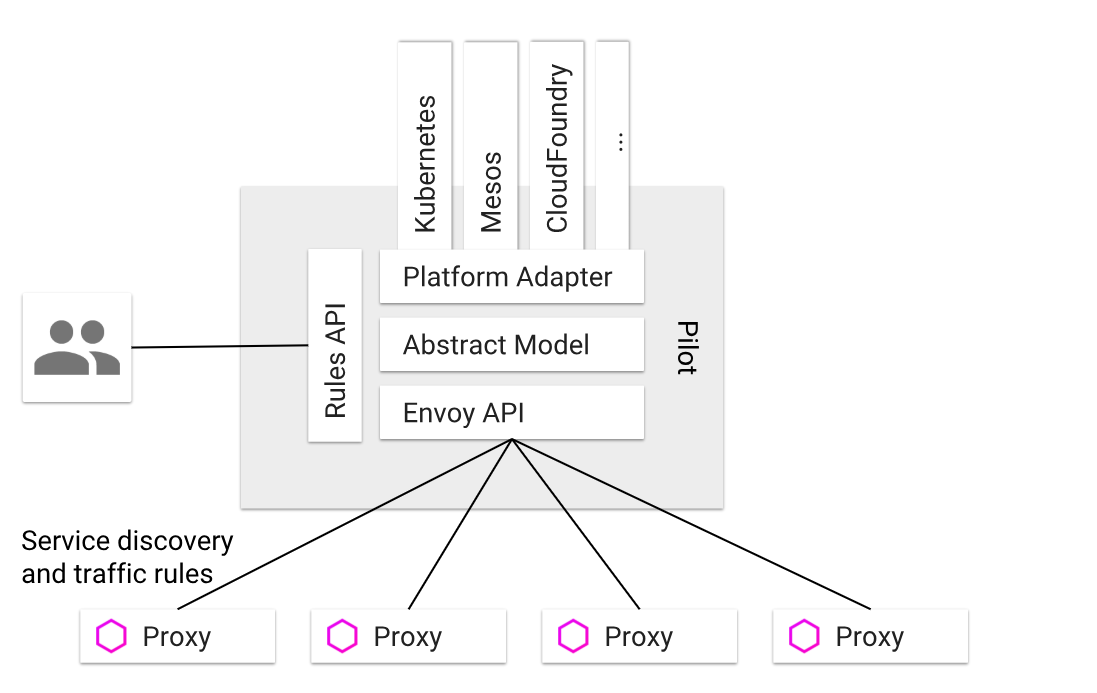 Kubernetes
Mesos
CloudFoundry
...
Platform Adapter
Rules API
Abstract Model
Pilot
Envoy API
Service discovery
and traffic rules
Proxy
Proxy
Proxy
Proxy